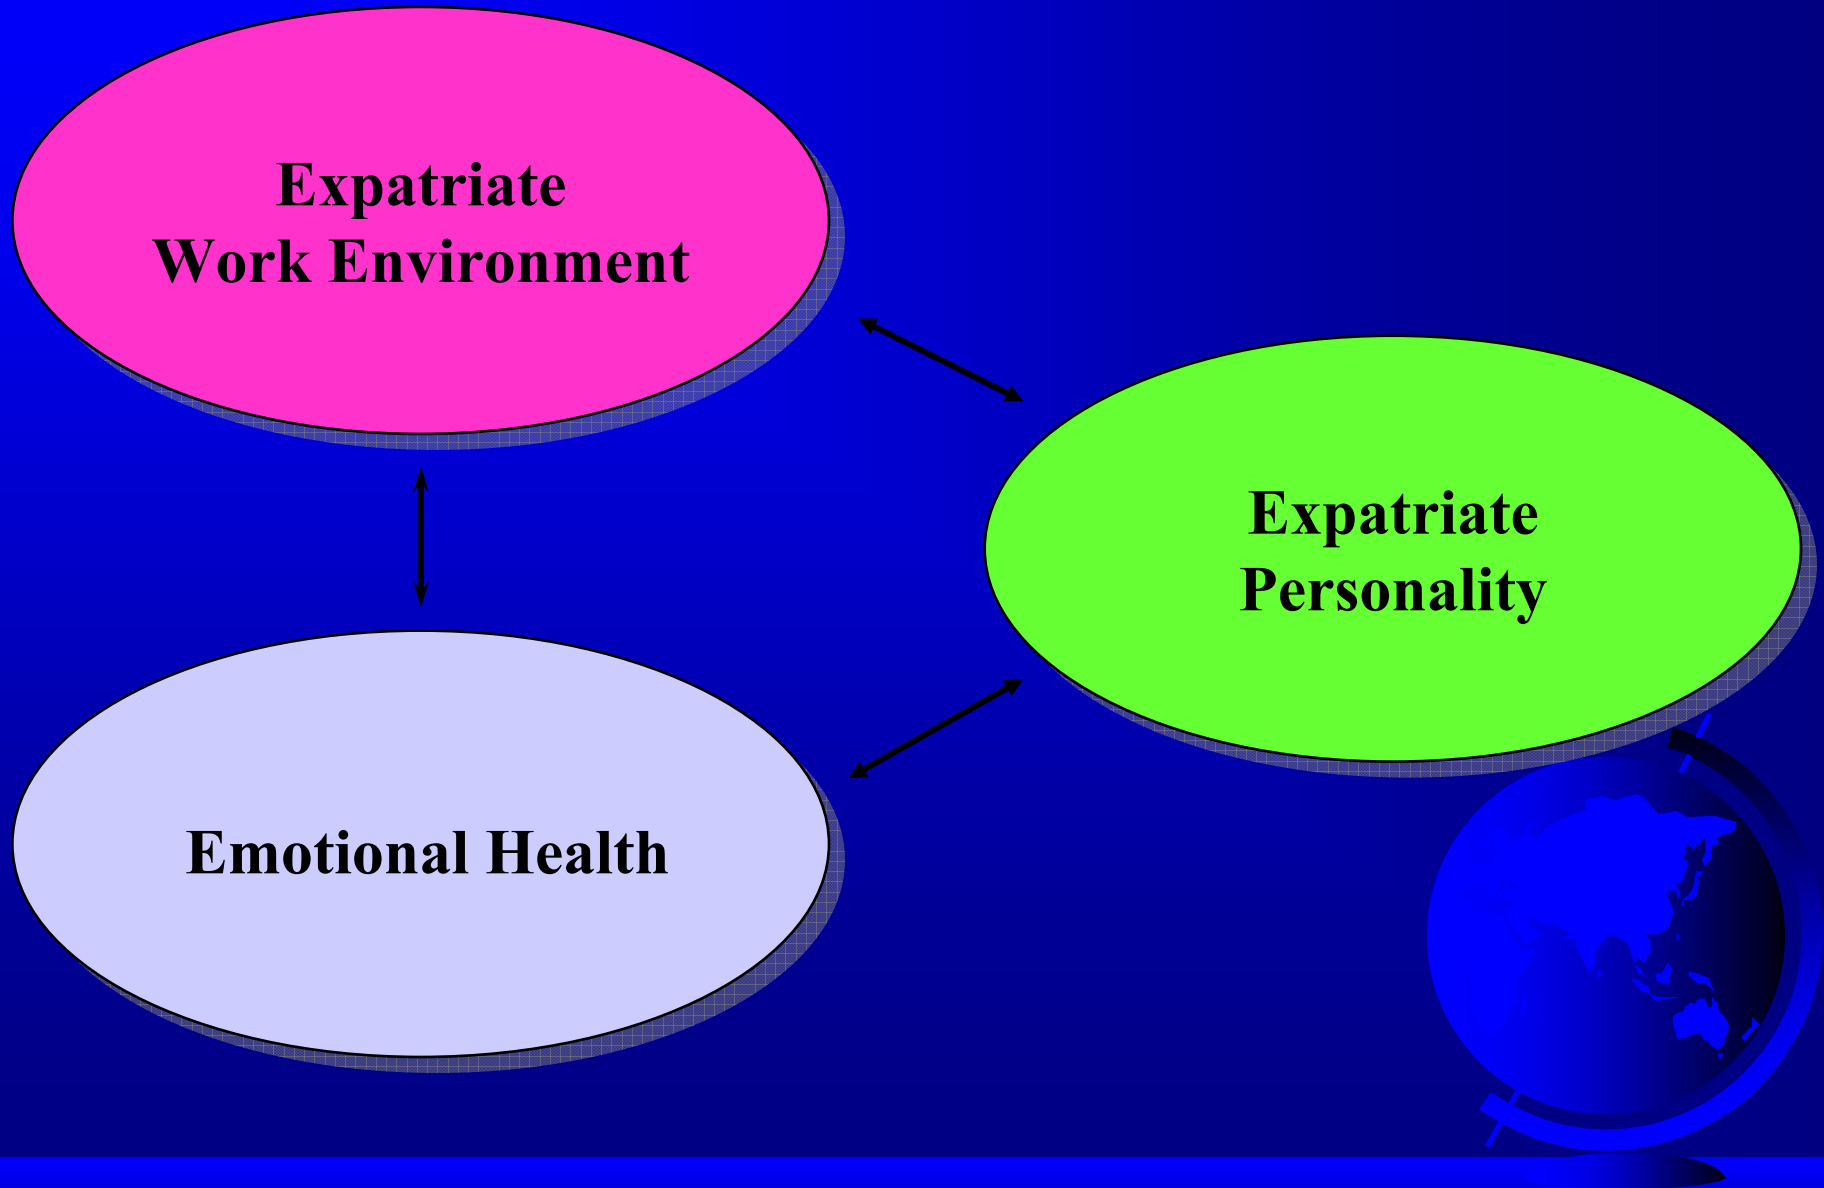 Expatriate
Work Environment
Expatriate
Personality
Emotional Health